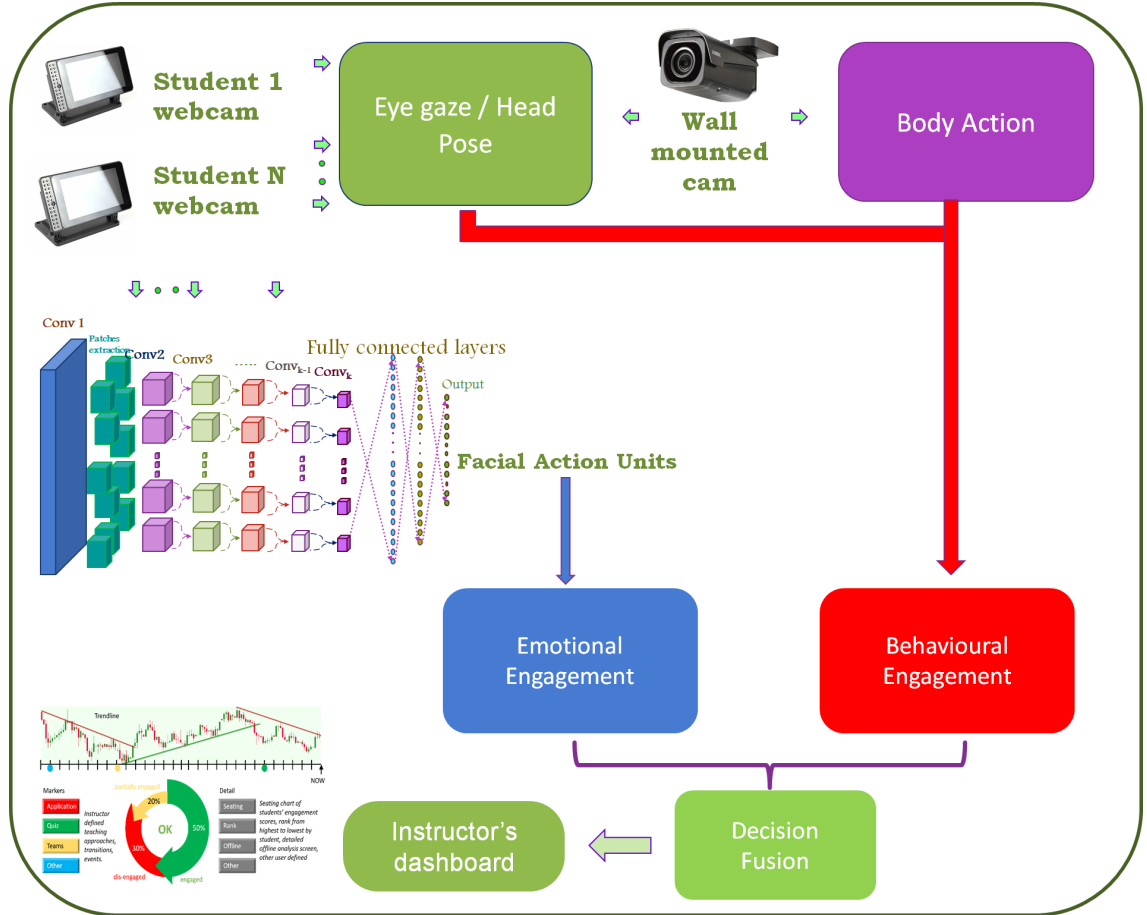 Student 1
webcam
Eye gaze / Head
Pose
Wall
mounted
cam
Body Action
Student N
webcam
Conv 1
Patches
extraction
Conv2
Conv3
.....
Convk-1
Convk
Fully connected layers
Output
Facial Action Units
Emotional
Engagement
Behavioural
Engagement
Trendline
NOW
Markers
Application
Quiz
Teams
Other
Instructor
defined
teaching
approaches,
transitions,
events.
partially engaged
20%
OK
50%
30%
dis-engaged
engaged
Detail
Seating
Rank
Offline
Other
Seating chart of
students' engagement
scores, rank from
highest to lowest by
student, detailed
offline analysis screen,
other user defined
Instructor's
dashboard
Decision
Fusion